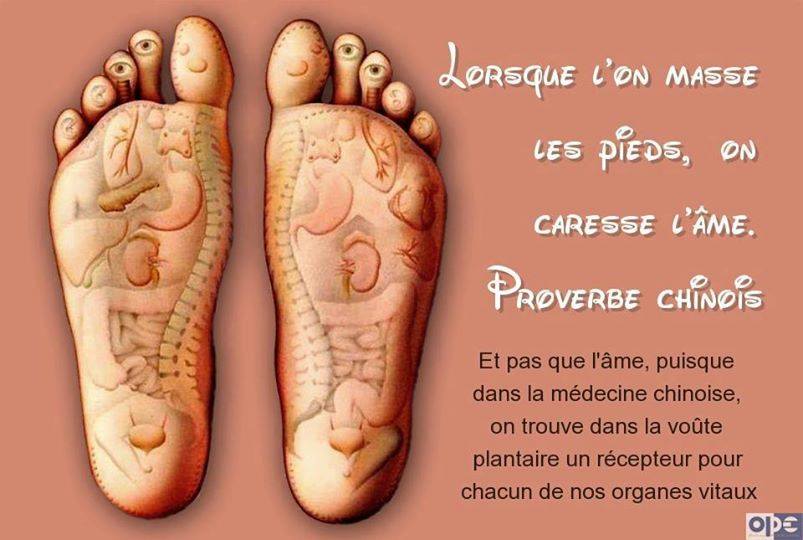 Lorsque l'on masse
les pieds, on
caresse l'âme.
Proverbe chinois
Et pas que l'âme, puisque
dans la médecine chinoise,
on trouve dans la voûte
plantaire un récepteur pour
chacun de nos organes vitaux
OPE